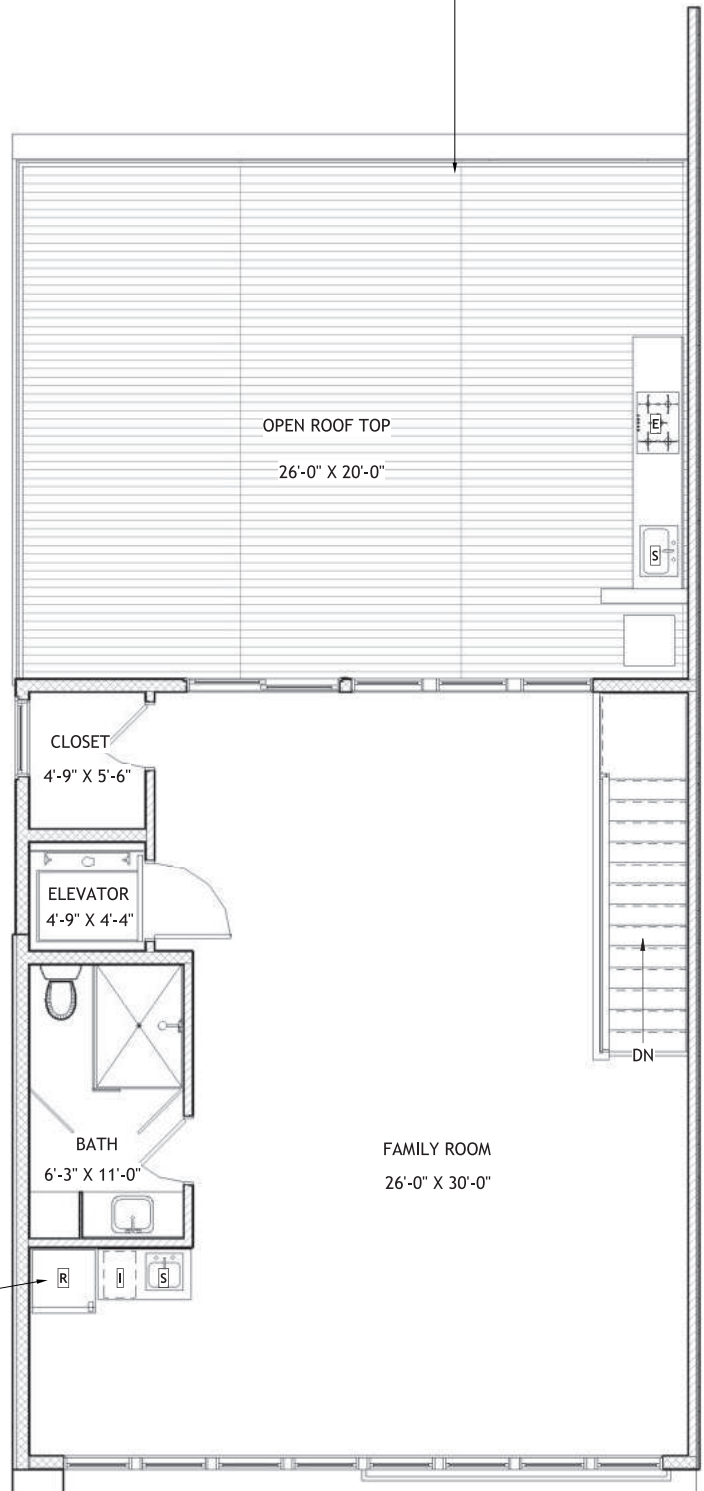 OPEN ROOF TOP
26'-0" X 20'-0"
E
S
CLOSET
4'-9" X 5'-6"
ELEVATOR
4'-9" X 4'-4"
DN
BATH
6'-3" X 11'-0"
FAMILY ROOM
26'-0" X 30'-0"
R
I
S